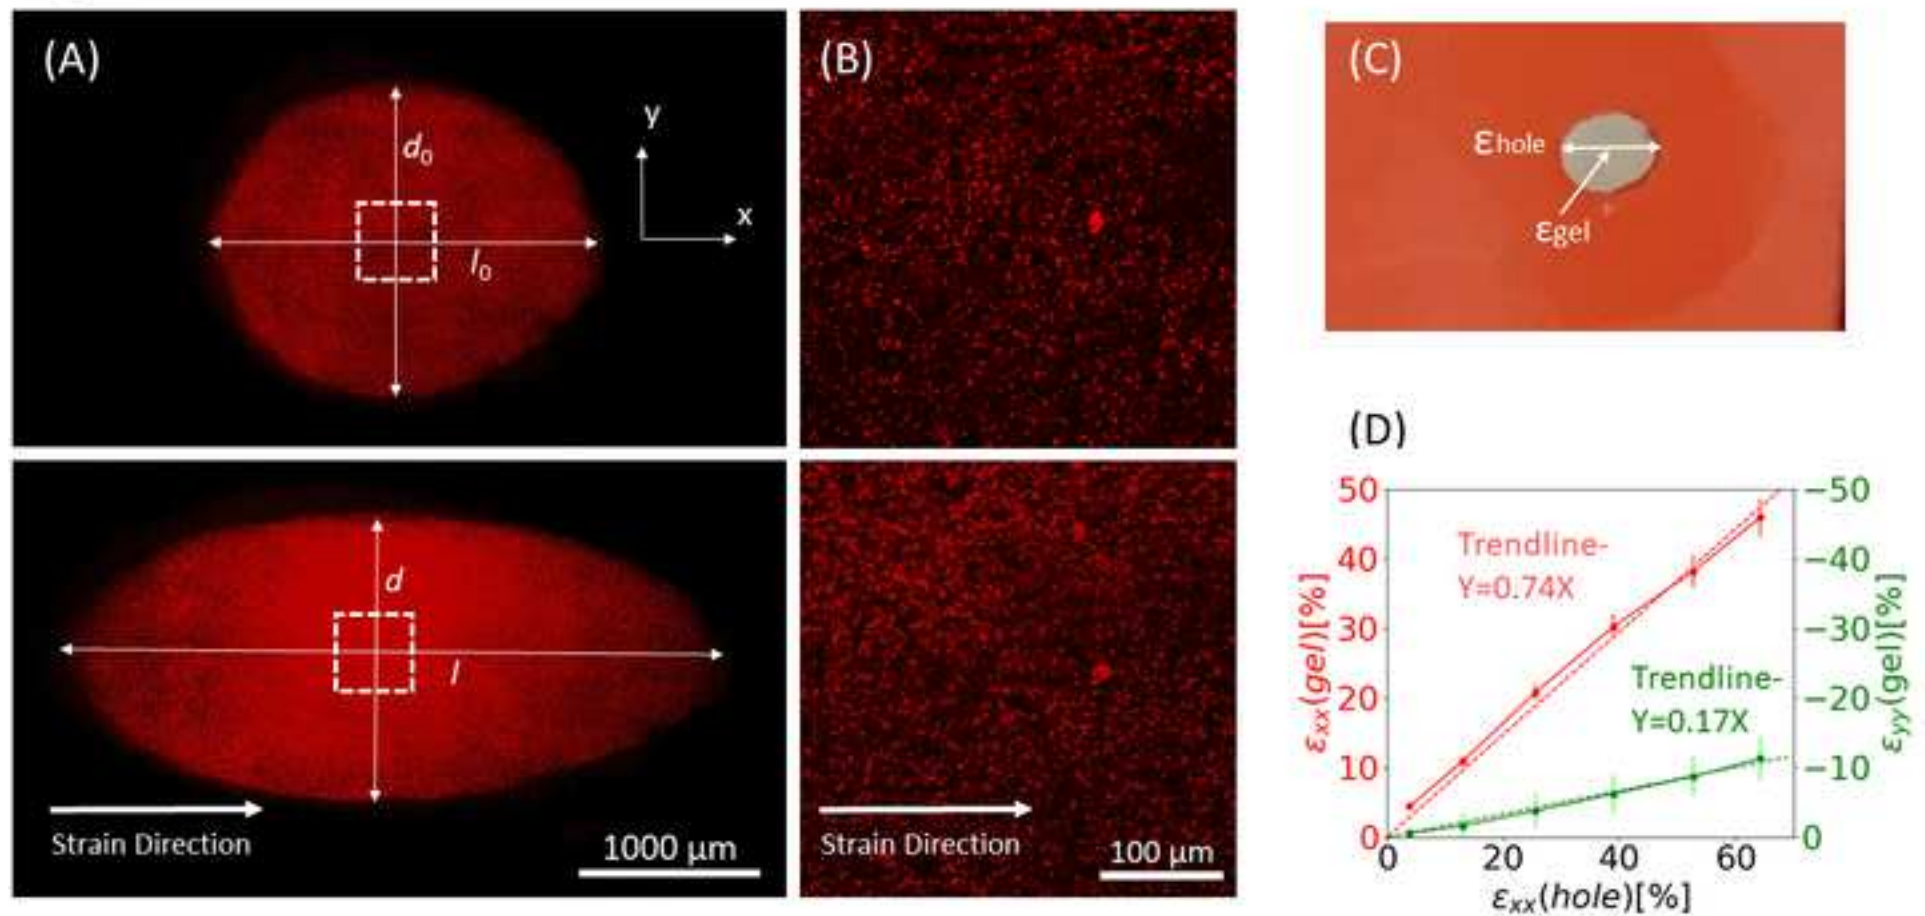 (A)
d₀
l₀
y
x
d
l
Strain Direction
1000 µm
(B)
Strain Direction
100 µm
(C)
εhole
εgel
(D)
50
40
30
20
10
0
εxx(gel)[%]
Trendline-
Y=0.74X
Trendline-
Y=0.17X
−50
−40
−30
−20
−10
0
εyy(gel)[%]
0
20
40
60
εxx(hole)[%]